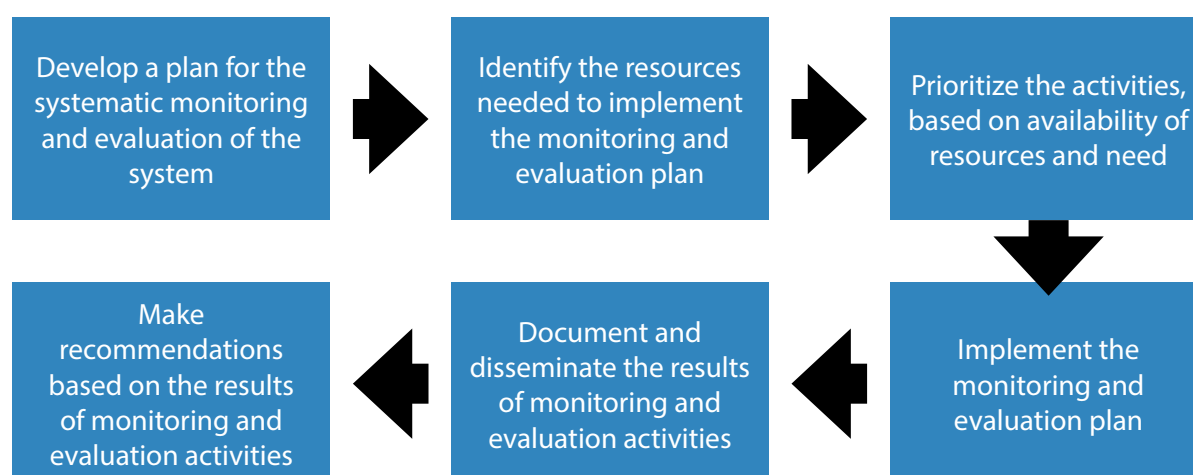 Develop a plan for the
systematic monitoring
and evaluation of the
system
Identify the resources
needed to implement
the monitoring and
evaluation plan
Prioritize the activities,
based on availability of
resources and need
Implement the
monitoring and
evaluation plan
Document and
disseminate the results
of monitoring and
evaluation activities
Make
recommendations
based on the results
of monitoring and
evaluation activities